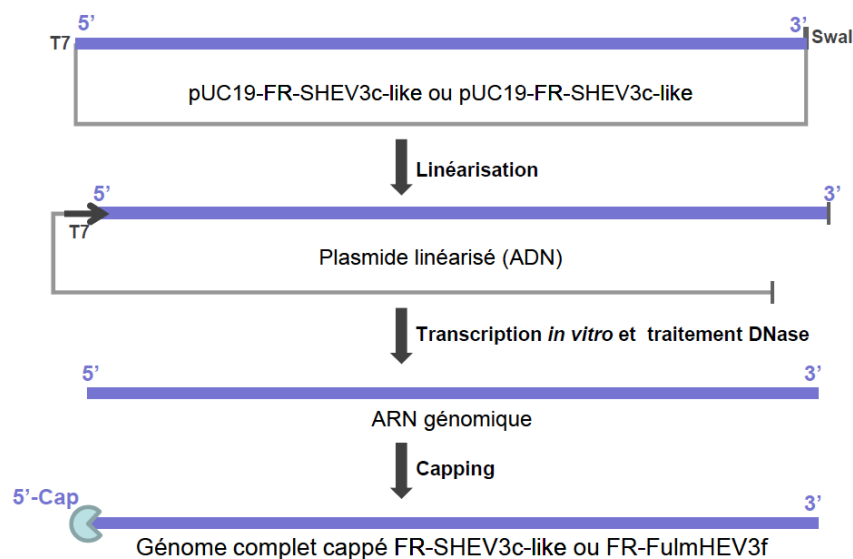 5’
3’
T7
SwaI
pUC19-FR-SHEV3c-like ou pUC19-FR-SHEV3c-like
Linéarisation
5’
3’
T7
Plasmide linéarisé (ADN)
Transcription in vitro et traitement DNase
5’
3’
ARN génomique
Capping
5’-Cap
3’
Génome complet cappé FR-SHEV3c-like ou FR-FulmHEV3f